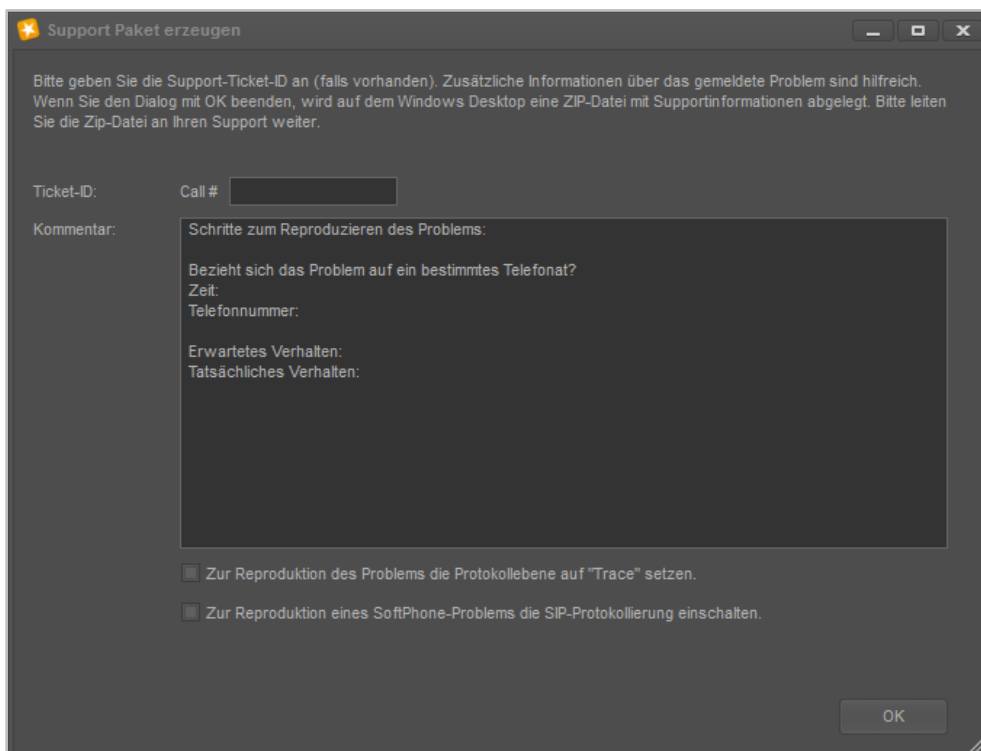 Support Paket erzeugen
Bitte geben Sie die Support-Ticket-ID an (falls vorhanden). Zusätzliche Informationen über das gemeldete Problem sind hilfreich.
Wenn Sie den Dialog mit OK beenden, wird auf dem Windows Desktop eine ZIP-Datei mit Supportinformationen abgelegt. Bitte leiten
Sie die Zip-Datei an Ihren Support weiter.
Ticket-ID: Call #
Kommentar:
Schritte zum Reproduzieren des Problems:
Bezieht sich das Problem auf ein bestimmtes Telefonat?
Zeit:
Telefonnummer:
Erwartetes Verhalten:
Tatsächliches Verhalten:
Zur Reproduktion des Problems die Protokollebene auf "Trace" setzen.
Zur Reproduktion eines SoftPhone-Problems die SIP-Protokollierung einschalten.
OK